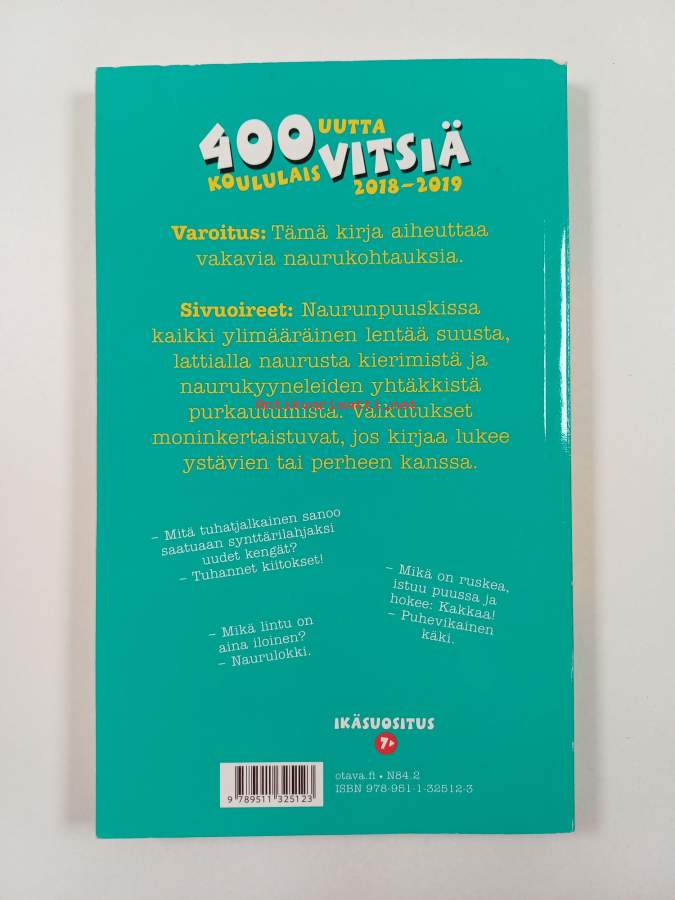 400 UUTTA
KOULULAIS VITSIÄ
2018–2019
Varoitus: Tämä kirja aiheuttaa
vakavia naurukohtauksia.
Sivuoireet: Naurunpuuskissa
kaikki ylimääräinen lentää suusta,
lattialla naurusta kierimistä ja
naurukyyneleiden yhtäkkistä
purkautumista. Vaikutukset
moninkertaistuvat, jos kirjaa lukee
ystävien tai perheen kanssa.
Antikvariaatti.net
– Mitä tuhatjalkainen sanoo
saatuaan synttärilahjaksi
uudet kengät?
– Tuhannet kiitokset!
– Mikä on ruskea,
istuu puussa ja
hokee: Kakkaa!
– Puhevikainen
käki.
– Mikä lintu on
aina iloinen?
– Naurulokki.
IKÄSUOSITUS
7
otava.fi • N84.2
ISBN 978-951-1-32512-3
9 789511 325123